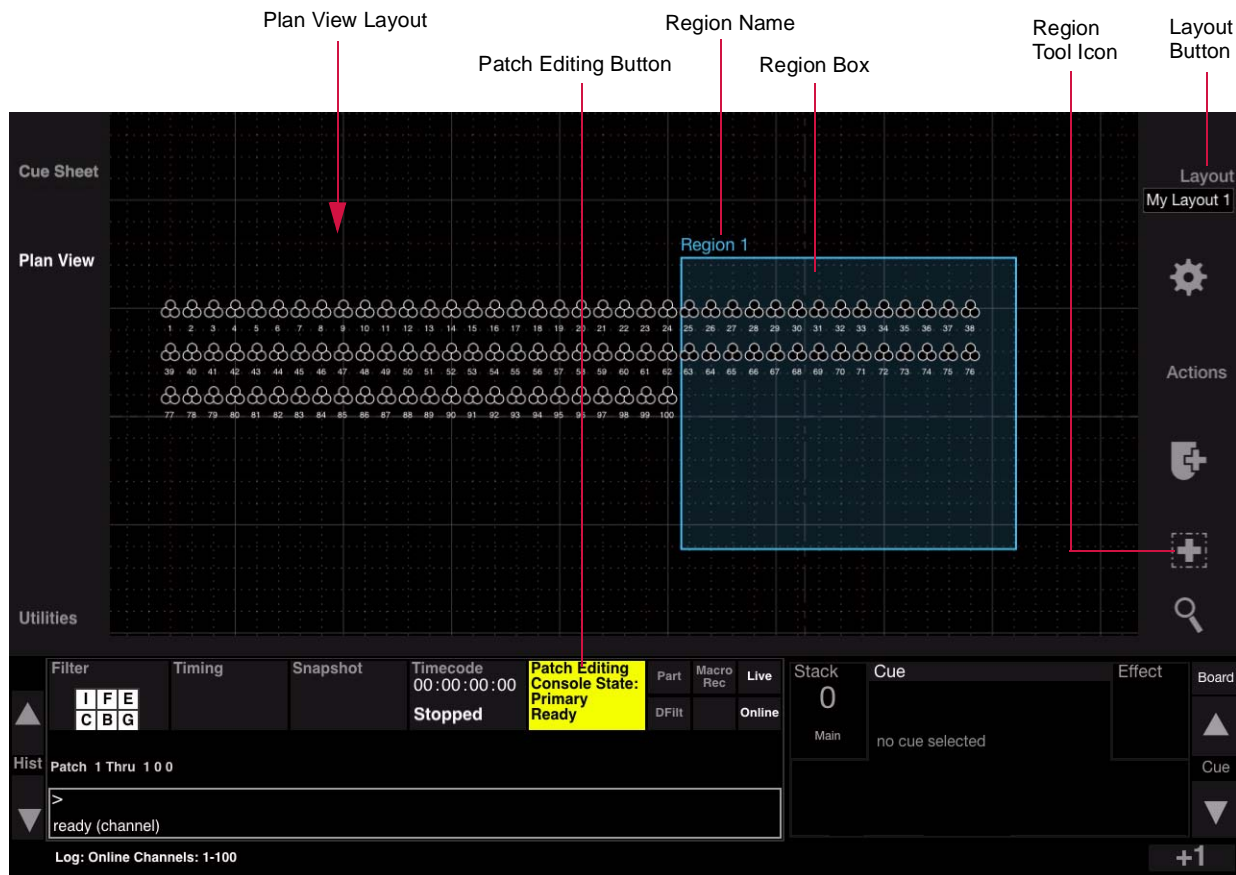 Plan View Layout
Region Name
Region
Tool Icon
Layout
Button
Patch Editing Button
Region Box
Cue Sheet
Layout
My Layout 1
Plan View
Region 1
1 2 3 4 5 6 7 8 9 10 11 12 13 14 15 16 17 18 19 20 21 22 23 24 25 26 27 28 29 30 31 32 33 34 35 36 37 38
39 40 41 42 43 44 45 46 47 48 49 50 51 52 53 54 55 56 57 58 59 60 61 62 63 64 65 66 67 68 69 70 71 72 73 74 75 76
Actions
77 78 79 80 81 82 83 84 85 86 87 88 89 90 91 92 93 94 95 96 97 98 99 100
Utilities
Filter
I F E
C B G
Timing
Snapshot
Timecode
00:00:00:00
Stopped
Patch Editing
Console State:
Primary
Ready
Part
Macro
Rec
Live
DFilt
Online
Stack
0
Main
Cue
no cue selected
Effect
Board
Hist
Patch 1 Thru 1 0 0
Cue
>
ready (channel)
Log: Online Channels: 1-100
+1